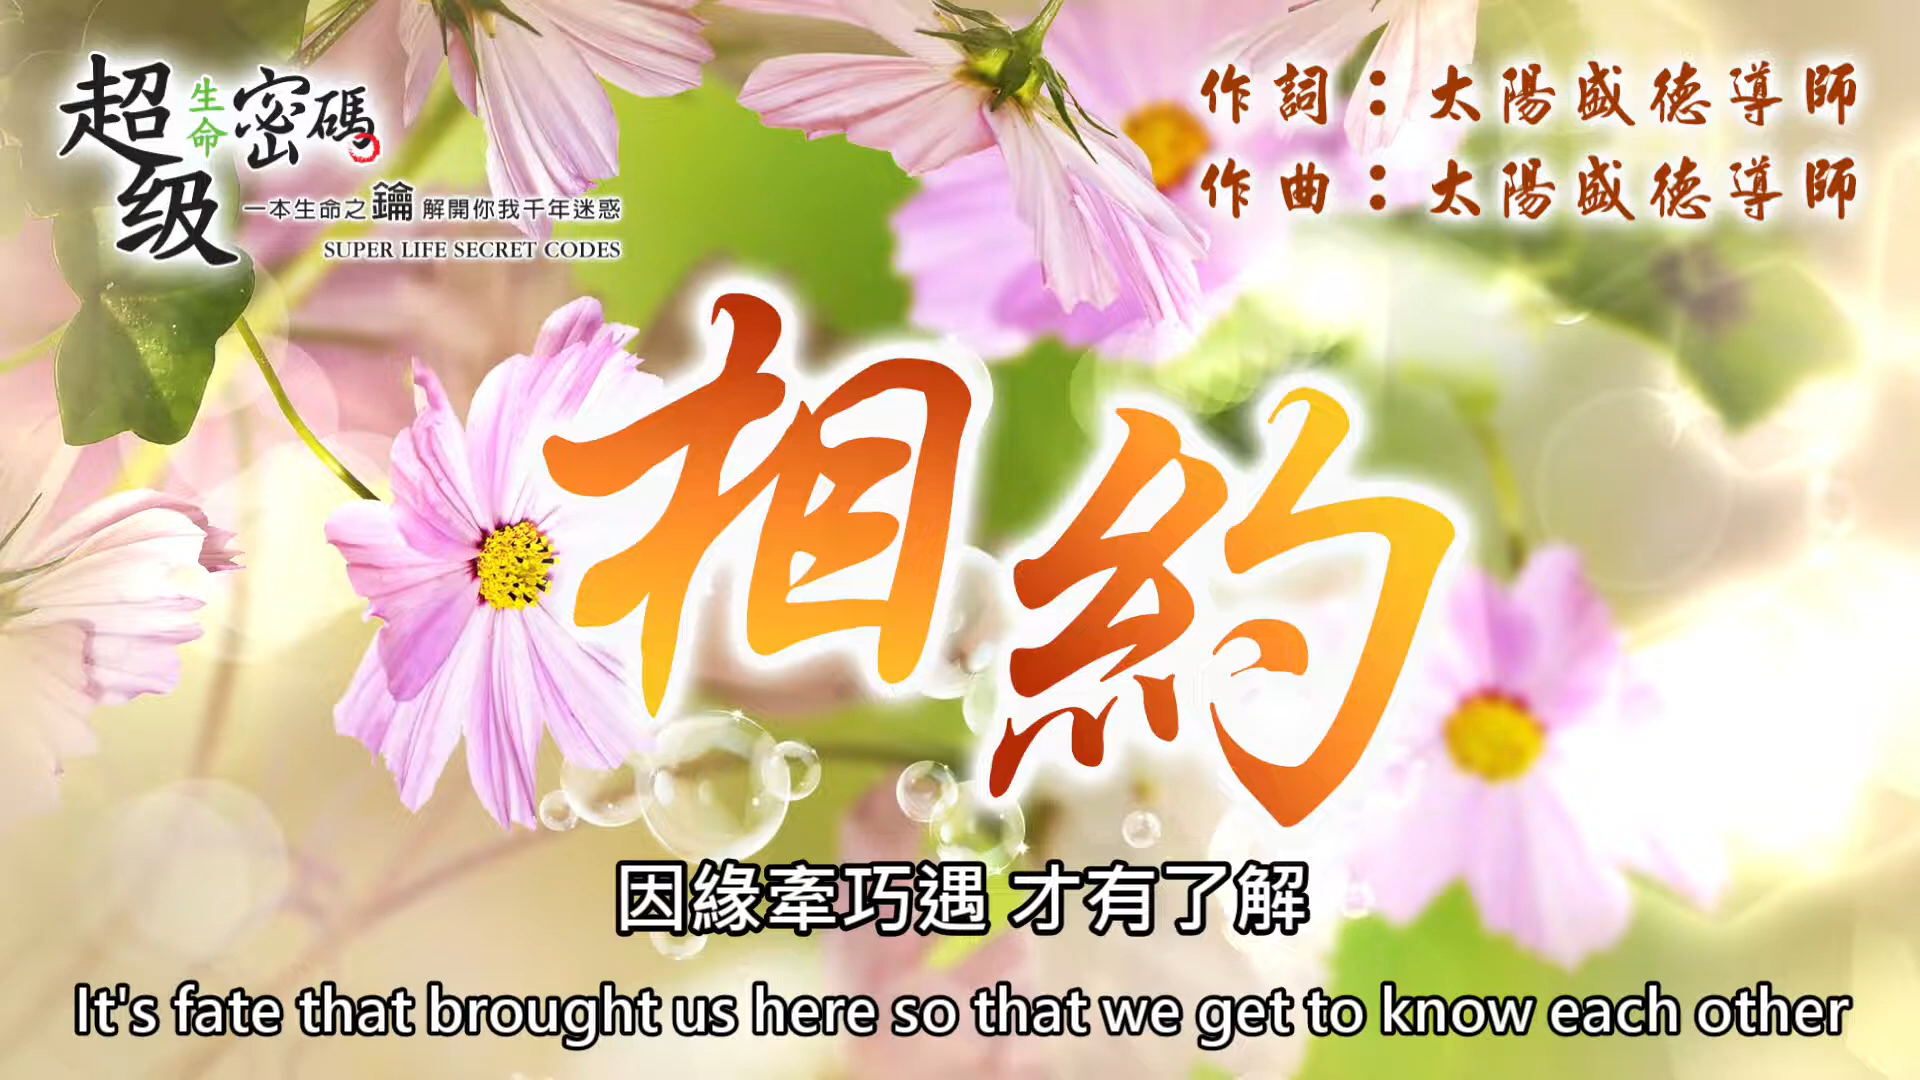 超级生命密碼
一本生命之鑰 解開你我千年迷惑
SUPER LIFE SECRET CODES
作詞：太陽盛德導師
作曲：太陽盛德導師
相約
因緣牽巧遇 才有了解
It's fate that brought us here so that we get to know each other